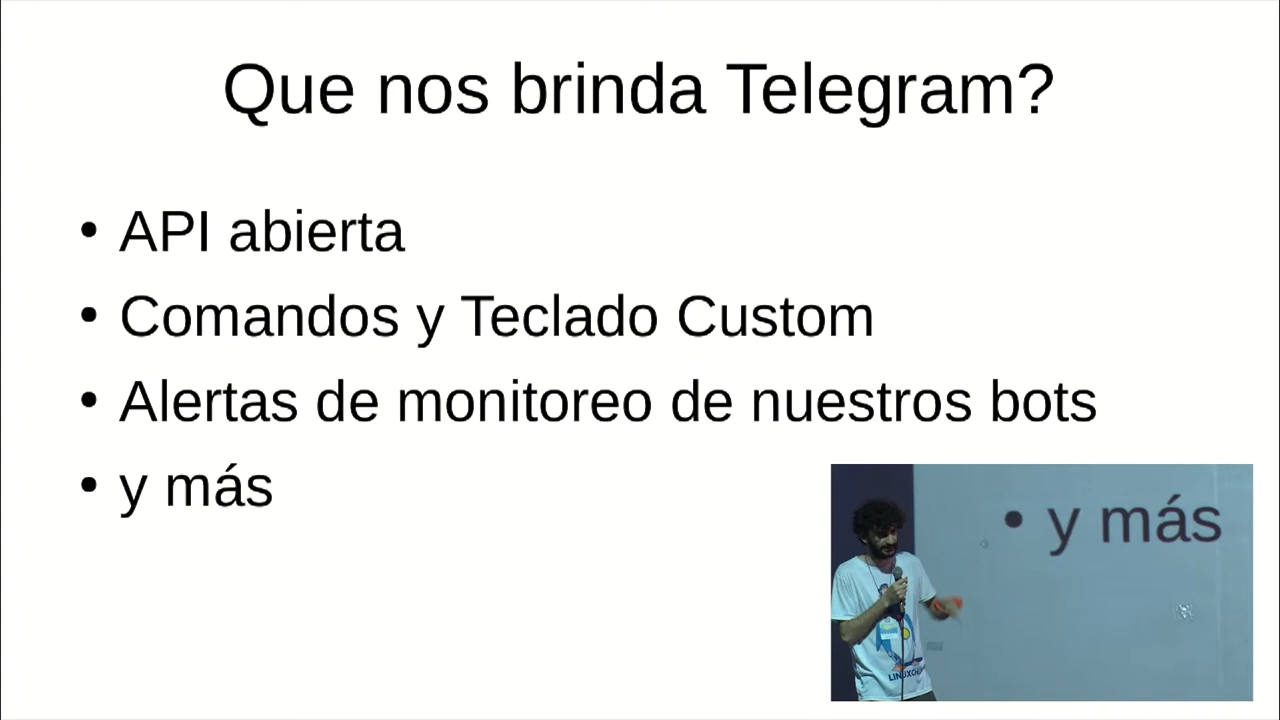 Que nos brinda Telegram?
• API abierta
• Comandos y Teclado Custom
• Alertas de monitoreo de nuestros bots
• y más
• y más